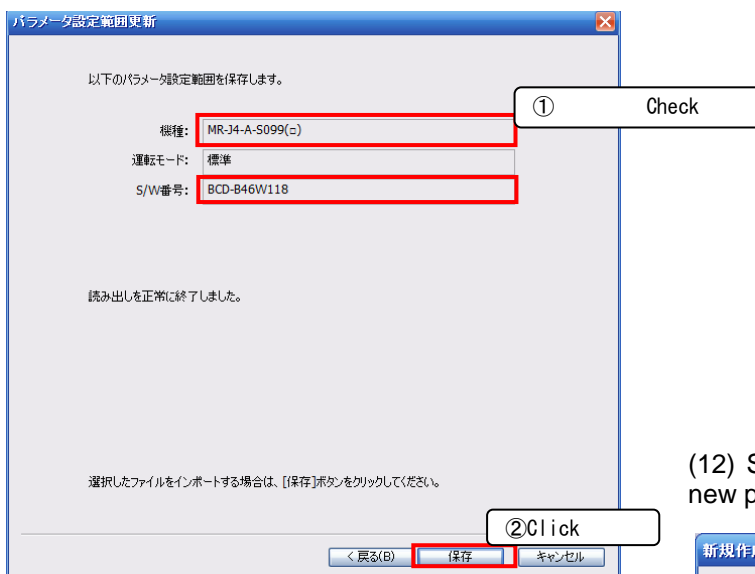 パラメータ設定範囲更新
以下のパラメータ設定範囲を保存します。
① Check
機種: MR-J4-A-S099(□)
運転モード: 標準
S/W番号: BCD-B46W118
読み出しを正常に終了しました。
選択したファイルをインポートする場合は、[保存]ボタンをクリックしてください。
(12) S
new p
②Click
< 戻る(B) 保存 キャンセル
新規作